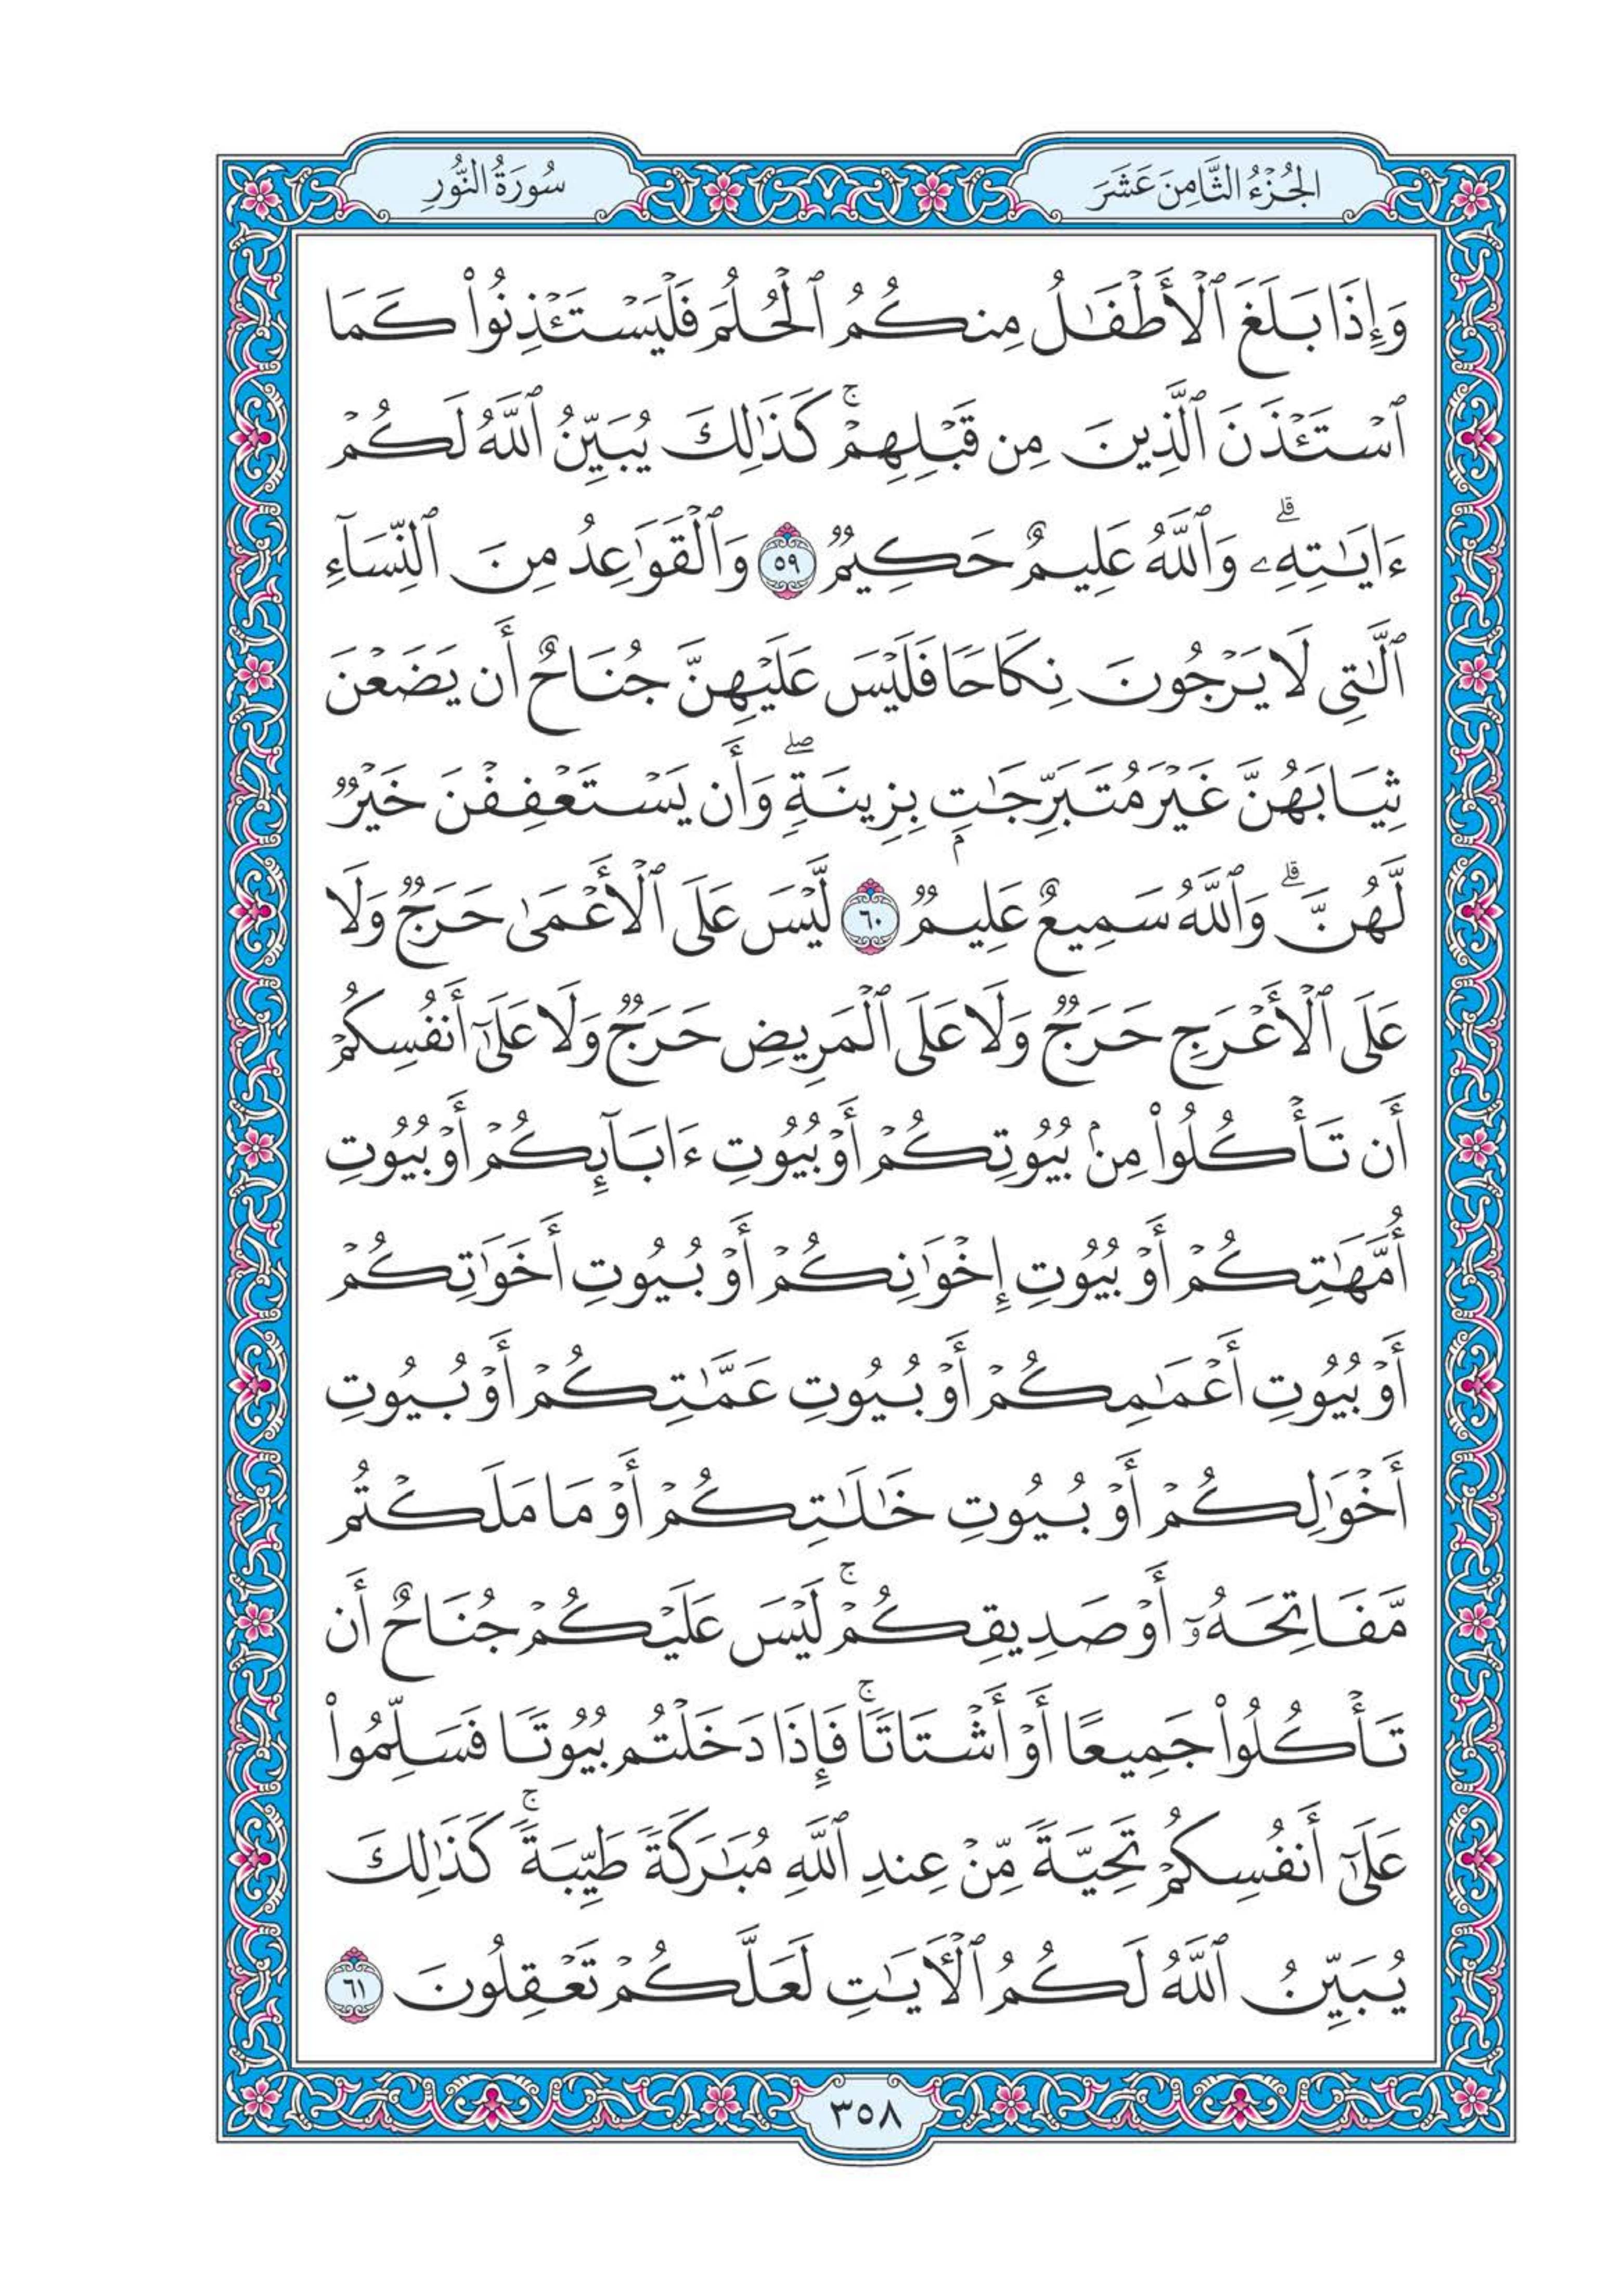 الجُزْءُ الثَّامِنَ عَشَرَ
سُورَةُ النُّورِ
وَإِذَا بَلَغَ ٱلْأَطْفَٰلُ مِنكُمُ ٱلْحُلُمَ فَلْيَسْتَـْٔذِنُوا۟ كَمَا
ٱسْتَـْٔذَنَ ٱلَّذِينَ مِن قَبْلِهِمْ ۚ كَذَٰلِكَ يُبَيِّنُ ٱللَّهُ لَكُمْ
ءَايَٰتِهِۦ ۗ وَٱللَّهُ عَلِيمٌ حَكِيمٌ ٥٩ وَٱلْقَوَٰعِدُ مِنَ ٱلنِّسَآءِ
ٱلَّٰتِى لَا يَرْجُونَ نِكَاحًا فَلَيْسَ عَلَيْهِنَّ جُنَاحٌ أَن يَضَعْنَ
ثِيَابَهُنَّ غَيْرَ مُتَبَرِّجَٰتٍۭ بِزِينَةٍ ۖ وَأَن يَسْتَعْفِفْنَ خَيْرٌ
لَّهُنَّ ۗ وَٱللَّهُ سَمِيعٌ عَلِيمٌ ٦٠ لَّيْسَ عَلَى ٱلْأَعْمَىٰ حَرَجٌ وَلَا
عَلَى ٱلْأَعْرَجِ حَرَجٌ وَلَا عَلَى ٱلْمَرِيضِ حَرَجٌ وَلَا عَلَىٰٓ أَنفُسِكُمْ
أَن تَأْكُلُوا۟ مِنۢ بُيُوتِكُمْ أَوْ بُيُوتِ ءَابَآئِكُمْ أَوْ بُيُوتِ
أُمَّهَٰتِكُمْ أَوْ بُيُوتِ إِخْوَٰنِكُمْ أَوْ بُيُوتِ أَخَوَٰتِكُمْ
أَوْ بُيُوتِ أَعْمَٰمِكُمْ أَوْ بُيُوتِ عَمَّٰتِكُمْ أَوْ بُيُوتِ
أَخْوَٰلِكُمْ أَوْ بُيُوتِ خَٰلَٰتِكُمْ أَوْ مَا مَلَكْتُم
مَّفَاتِحَهُۥٓ أَوْ صَدِيقِكُمْ ۚ لَيْسَ عَلَيْكُمْ جُنَاحٌ أَن
تَأْكُلُوا۟ جَمِيعًا أَوْ أَشْتَاتًا ۚ فَإِذَا دَخَلْتُم بُيُوتًا فَسَلِّمُوا۟
عَلَىٰٓ أَنفُسِكُمْ تَحِيَّةً مِّنْ عِندِ ٱللَّهِ مُبَٰرَكَةً طَيِّبَةً ۚ كَذَٰلِكَ
يُبَيِّنُ ٱللَّهُ لَكُمُ ٱلْـَٔايَٰتِ لَعَلَّكُمْ تَعْقِلُونَ ٦١
٣٥٨